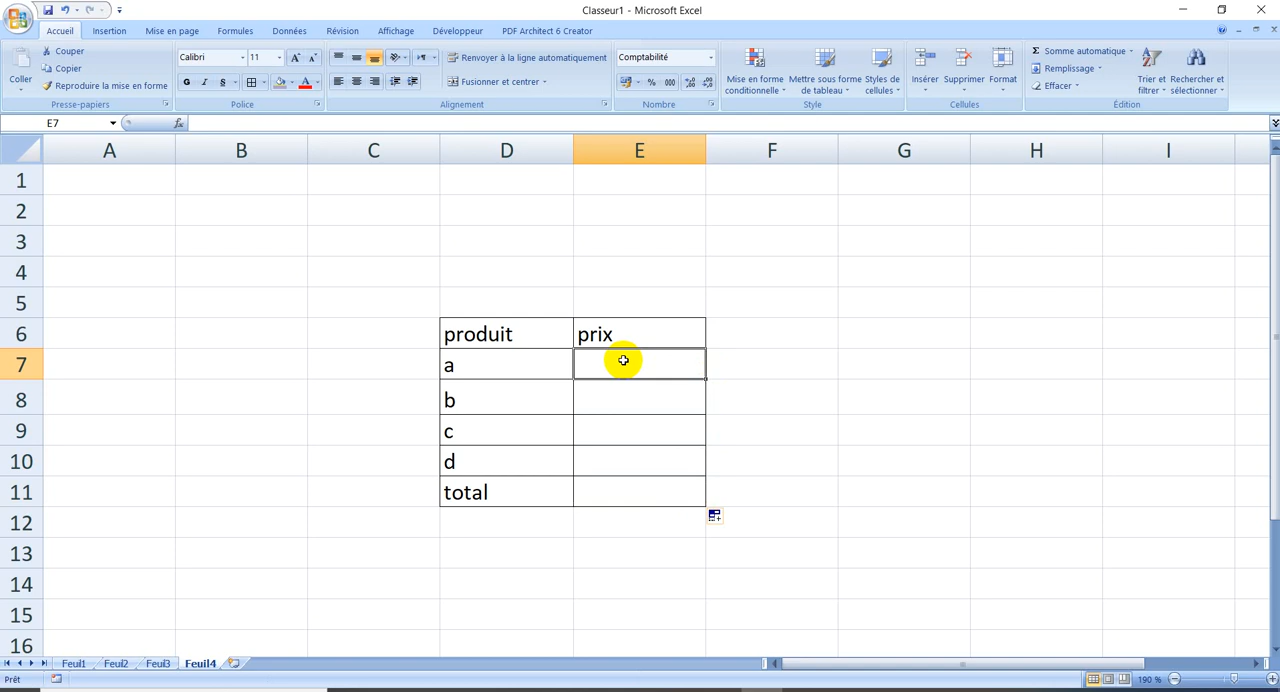 Classeur1 - Microsoft Excel
Accueil Insertion Mise en page Formules Données Révision Affichage Développeur PDF Architect 6 Creator
Coller
Couper
Copier
Reproduire la mise en forme
Presse-papiers
Calibri 11
G I S
Police
Renvoyer à la ligne automatiquement
Fusionner et centrer
Alignement
Comptabilité
% 000
Nombre
Mise en forme conditionnelle
Mettre sous forme de tableau
Styles de cellules
Style
Insérer Supprimer Format
Cellules
Σ Somme automatique
Remplissage
Effacer
Trier et filtrer
Rechercher et sélectionner
Édition
E7 fx
A B C D E F G H I
1
2
3
4
5
6 produit prix
7 a
8 b
9 c
10 d
11 total
12
13
14
15
16
Feuil1 Feuil2 Feuil3 Feuil4
Prêt 190 %